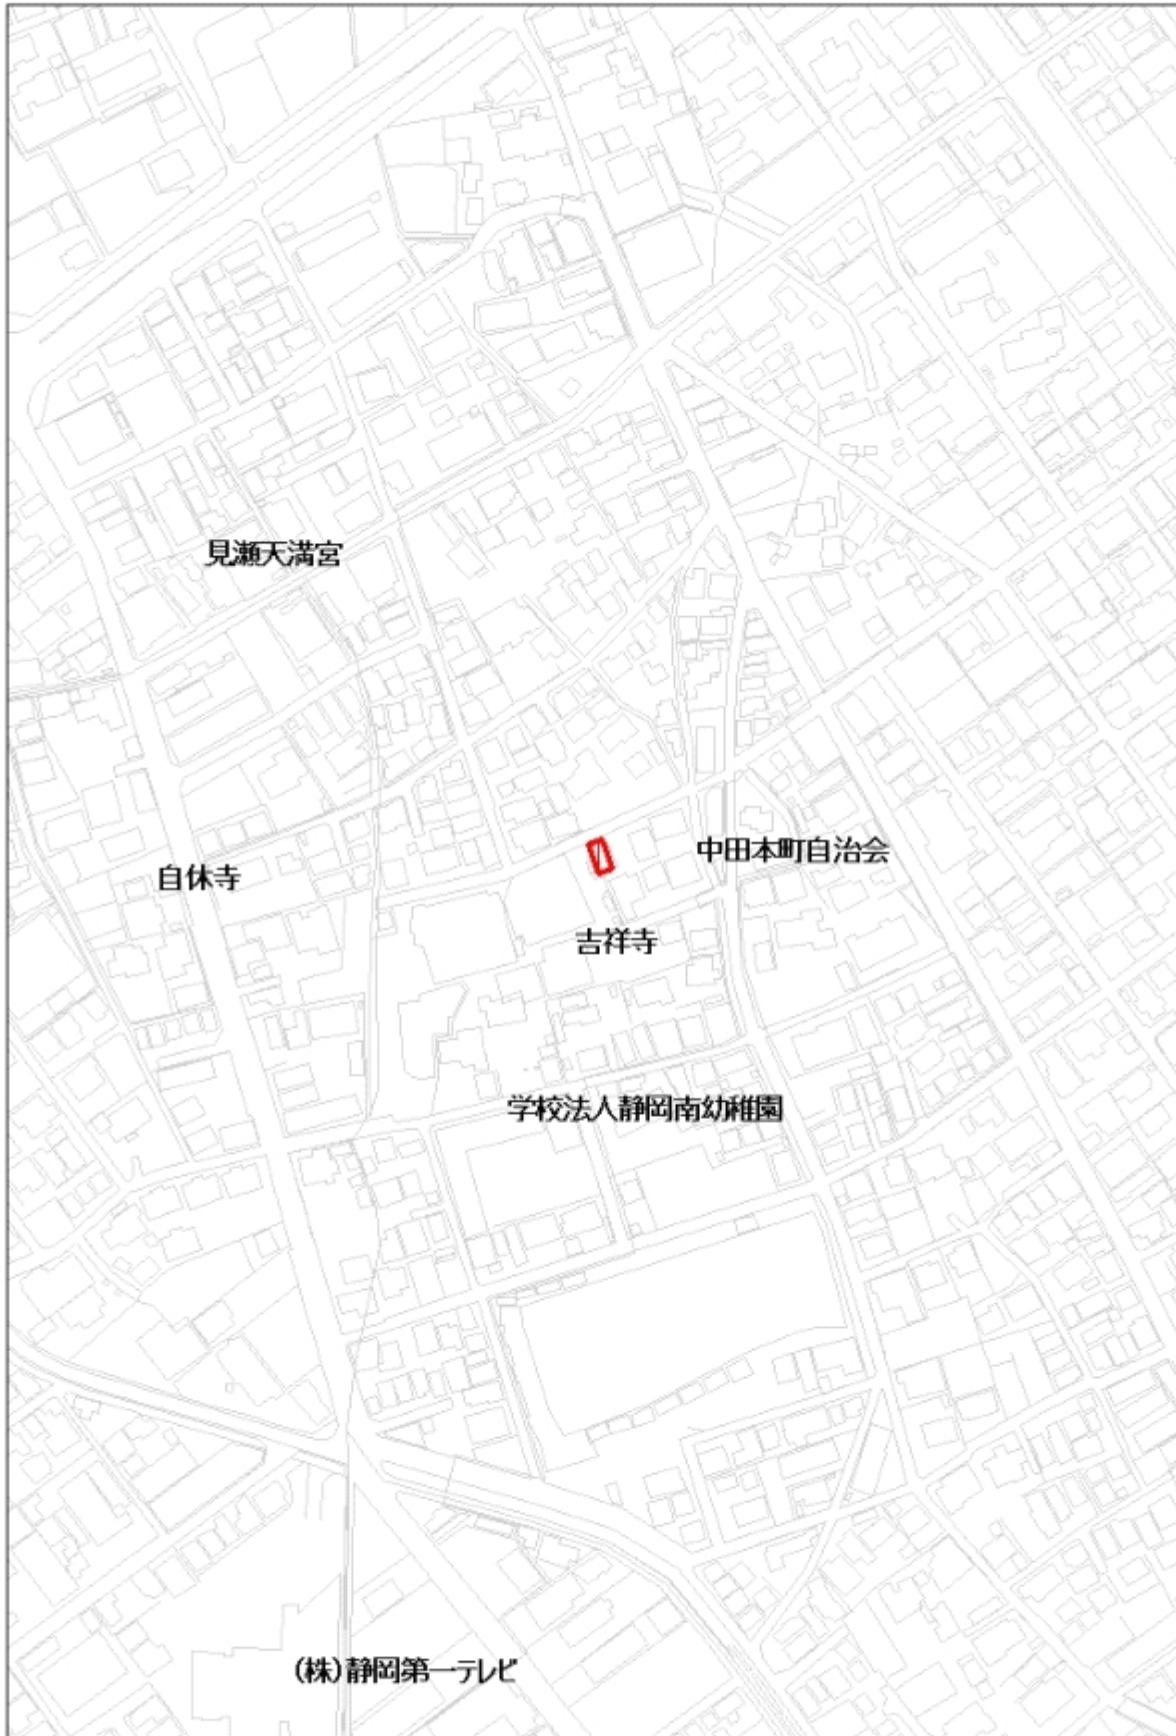 見瀬天満宮
中田本町自治会
自休寺
吉祥寺
学校法人静岡南幼稚園
(株)静岡第一テレビ